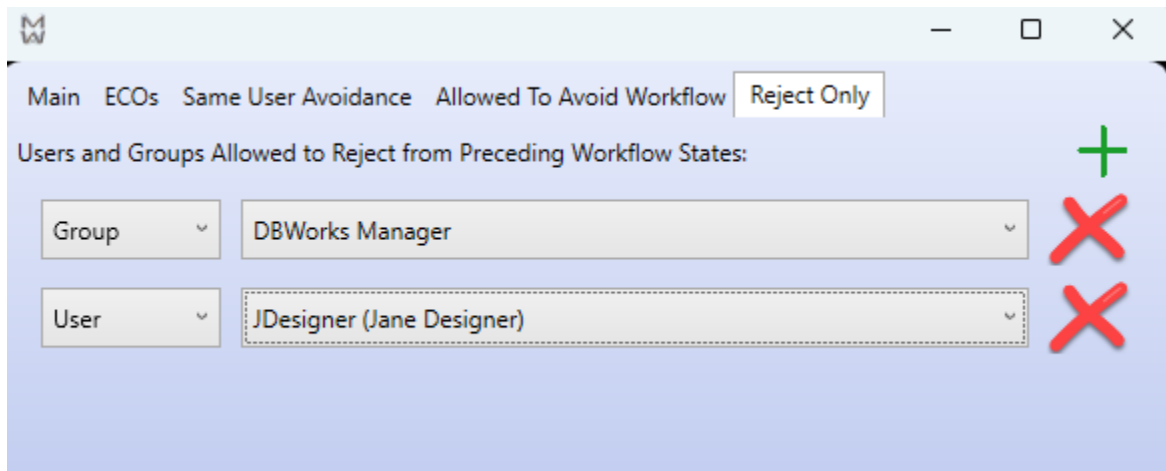 Main ECOs Same User Avoidance Allowed To Avoid Workflow Reject Only
Users and Groups Allowed to Reject from Preceding Workflow States:
Group DBWorks Manager
User JDesigner (Jane Designer)